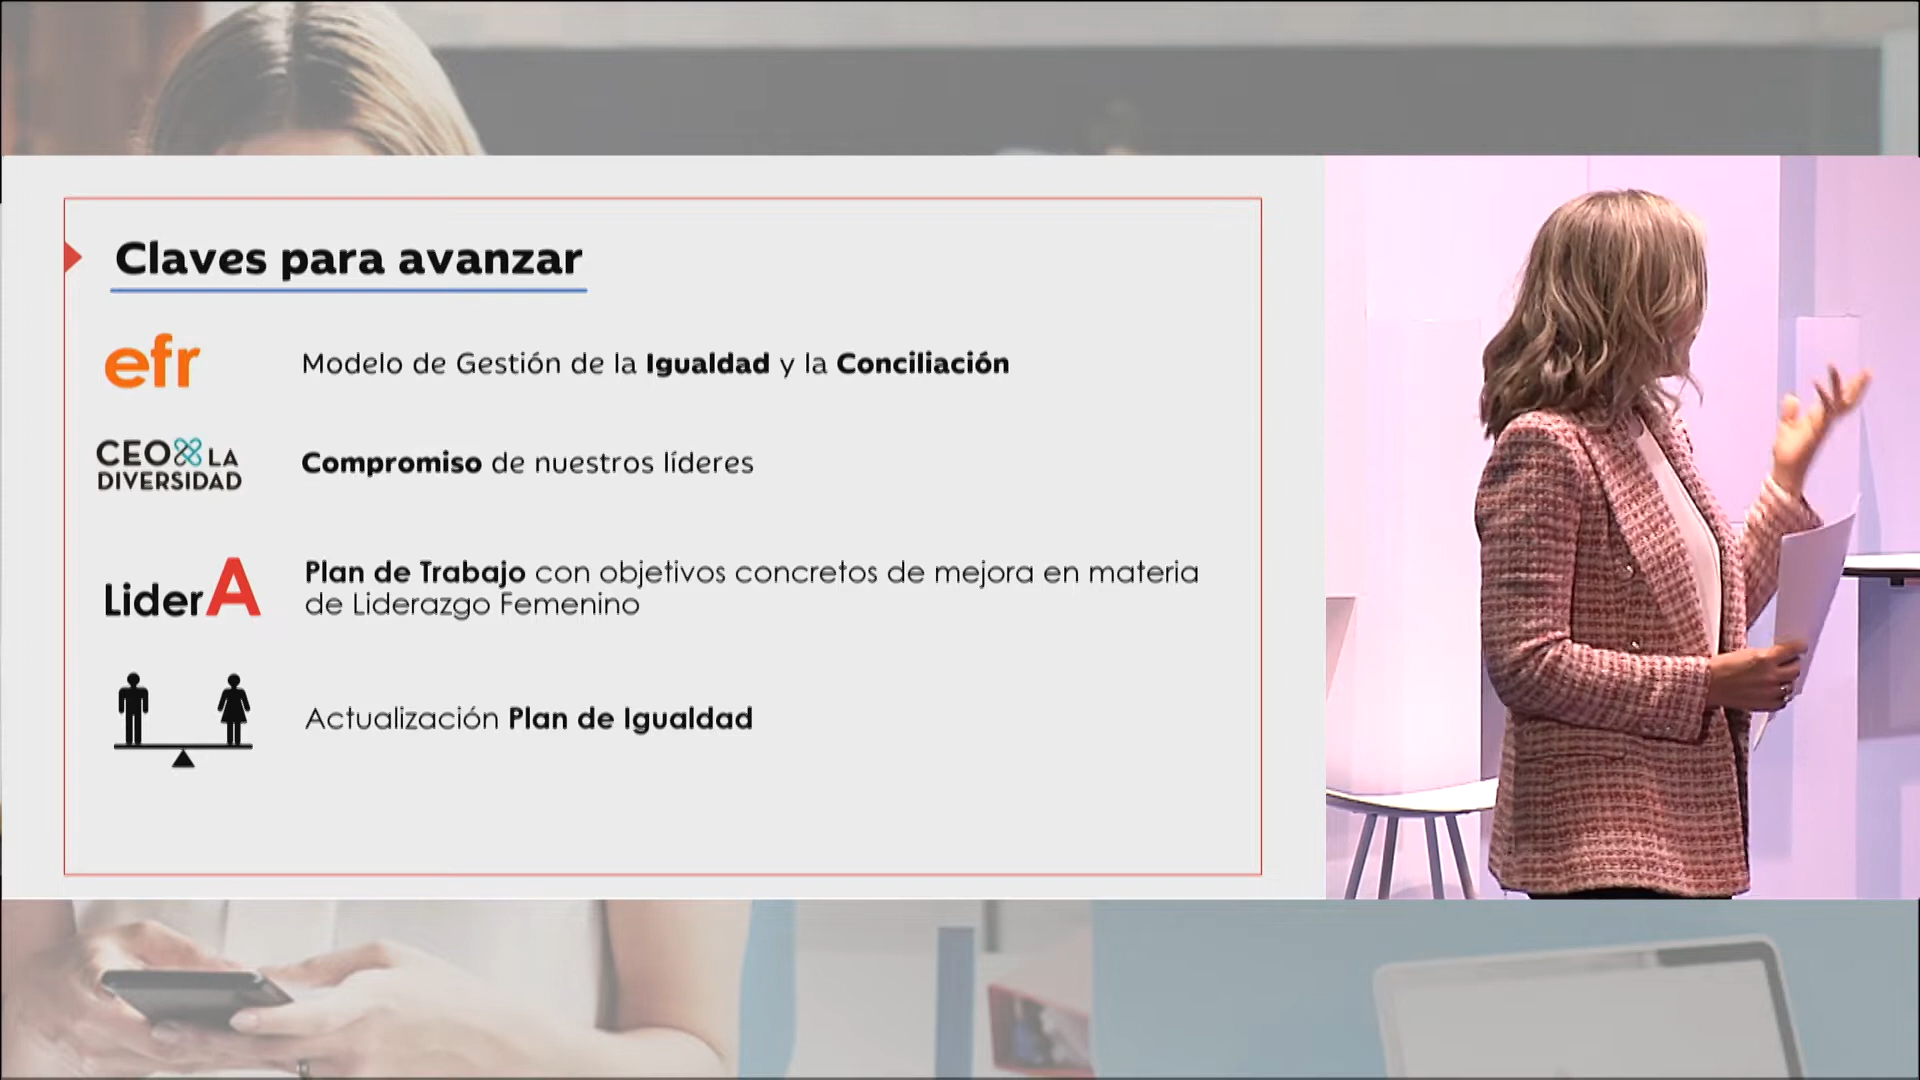 Claves para avanzar
efr
Modelo de Gestión de la Igualdad y la Conciliación
CEO LA
DIVERSIDAD
Compromiso de nuestros líderes
LiderA
Plan de Trabajo con objetivos concretos de mejora en materia
de Liderazgo Femenino
Actualización Plan de Igualdad